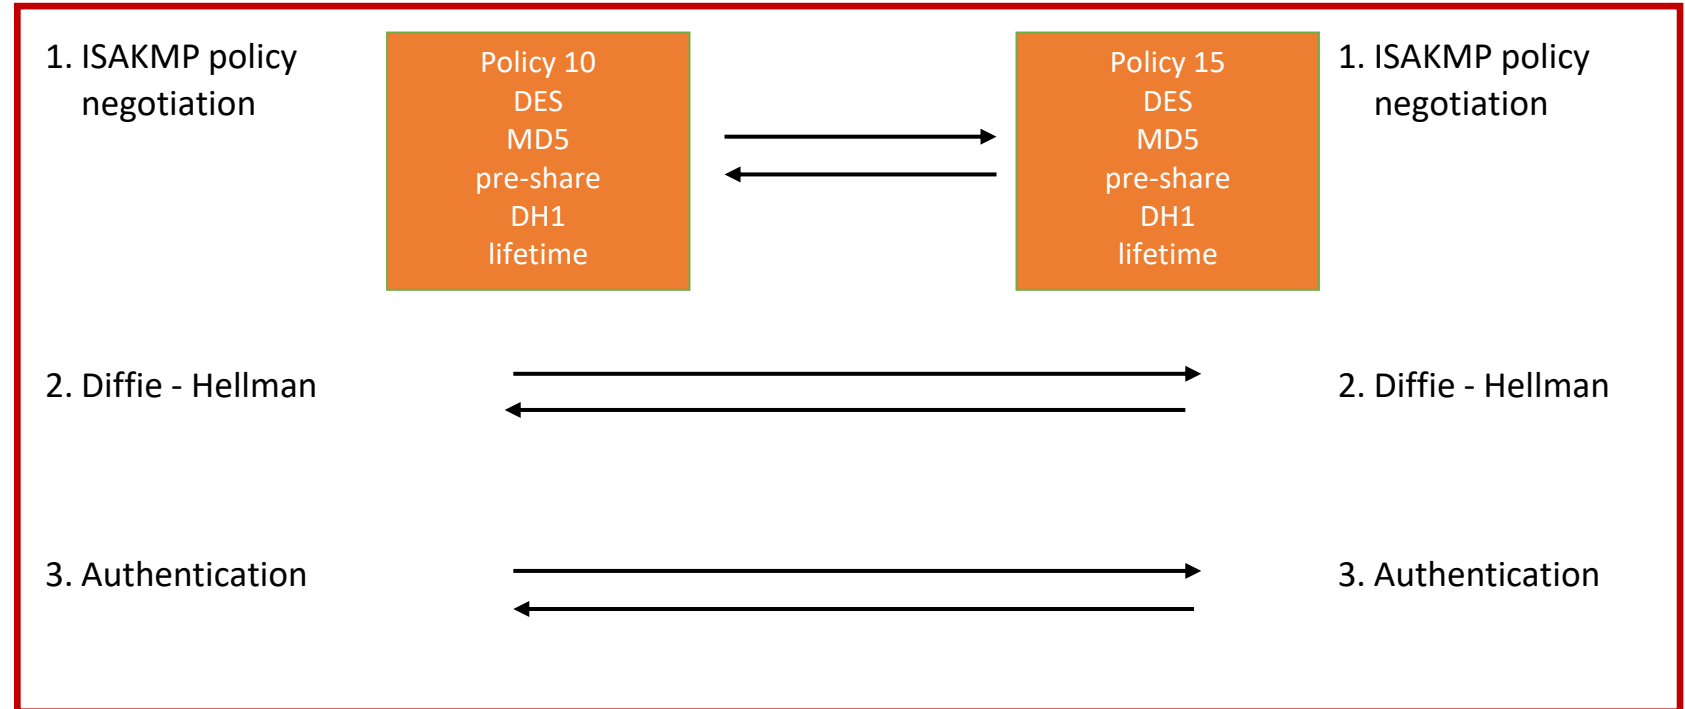 1. ISAKMP policy
negotiation
Policy 10
DES
MD5
pre-share
DH1
lifetime
Policy 15
DES
MD5
pre-share
DH1
lifetime
1. ISAKMP policy
negotiation
2. Diffie - Hellman
2. Diffie - Hellman
3. Authentication
3. Authentication